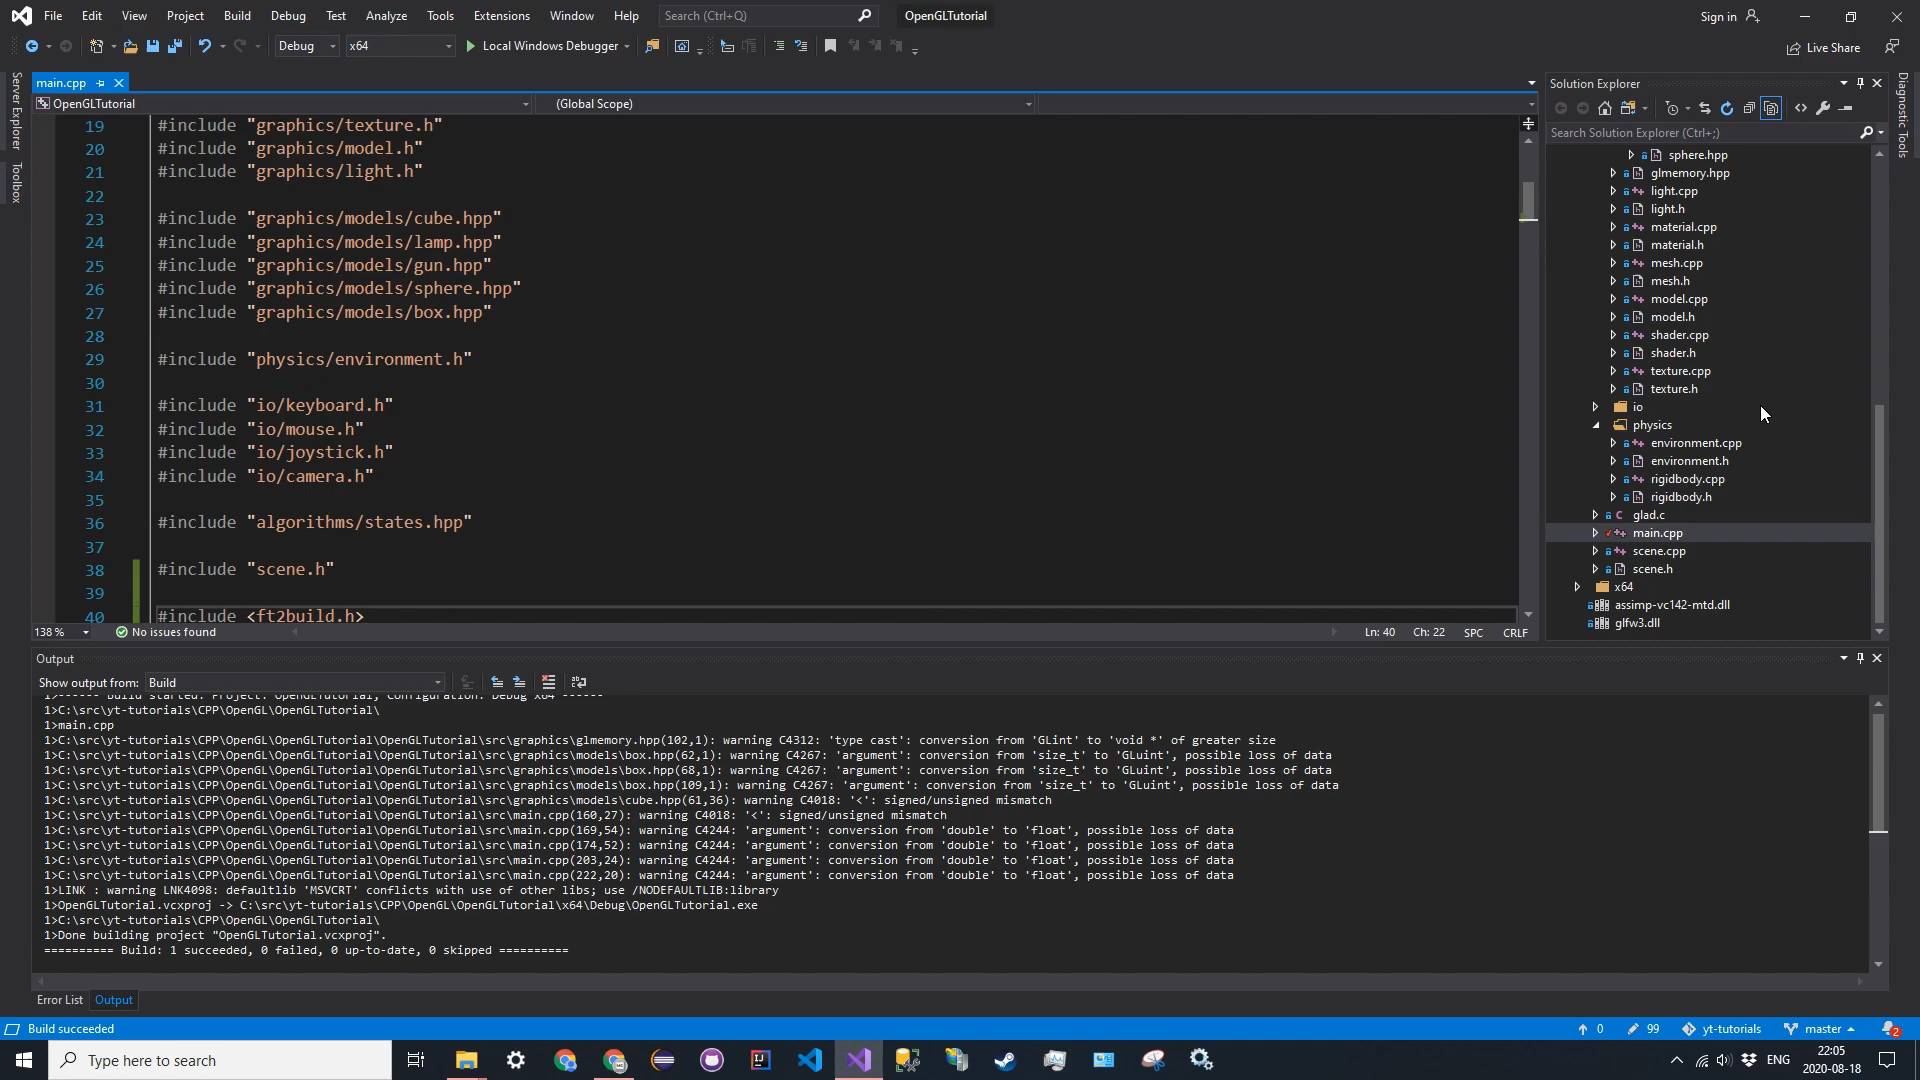 File Edit View Project Build Debug Test Analyze Tools Extensions Window Help Search (Ctrl+Q) OpenGLTutorial Sign in
Debug x64 Local Windows Debugger Live Share
Server Explorer
Toolbox
main.cpp
OpenGLTutorial (Global Scope)
19 #include "graphics/texture.h"
20 #include "graphics/model.h"
21 #include "graphics/light.h"
22
23 #include "graphics/models/cube.hpp"
24 #include "graphics/models/lamp.hpp"
25 #include "graphics/models/gun.hpp"
26 #include "graphics/models/sphere.hpp"
27 #include "graphics/models/box.hpp"
28
29 #include "physics/environment.h"
30
31 #include "io/keyboard.h"
32 #include "io/mouse.h"
33 #include "io/joystick.h"
34 #include "io/camera.h"
35
36 #include "algorithms/states.hpp"
37
38 #include "scene.h"
39
40 #include <ft2build.h>
138 % No issues found Ln: 40 Ch: 22 SPC CRLF
Solution Explorer
Search Solution Explorer (Ctrl+;)
sphere.hpp
glmemory.hpp
light.cpp
light.h
material.cpp
material.h
mesh.cpp
mesh.h
model.cpp
model.h
shader.cpp
shader.h
texture.cpp
texture.h
io
physics
environment.cpp
environment.h
rigidbody.cpp
rigidbody.h
glad.c
main.cpp
scene.cpp
scene.h
x64
assimp-vc142-mtd.dll
glfw3.dll
Diagnostic Tools
Output
Show output from: Build
1>------ Build started: Project: OpenGLTutorial, Configuration: Debug x64 ------
1>C:\src\yt-tutorials\CPP\OpenGL\OpenGLTutorial\
1>main.cpp
1>C:\src\yt-tutorials\CPP\OpenGL\OpenGLTutorial\OpenGLTutorial\src\graphics\glmemory.hpp(102,1): warning C4312: 'type cast': conversion from 'GLint' to 'void *' of greater size
1>C:\src\yt-tutorials\CPP\OpenGL\OpenGLTutorial\OpenGLTutorial\src\graphics\models\box.hpp(62,1): warning C4267: 'argument': conversion from 'size_t' to 'GLuint', possible loss of data
1>C:\src\yt-tutorials\CPP\OpenGL\OpenGLTutorial\OpenGLTutorial\src\graphics\models\box.hpp(68,1): warning C4267: 'argument': conversion from 'size_t' to 'GLuint', possible loss of data
1>C:\src\yt-tutorials\CPP\OpenGL\OpenGLTutorial\OpenGLTutorial\src\graphics\models\box.hpp(109,1): warning C4267: 'argument': conversion from 'size_t' to 'GLuint', possible loss of data
1>C:\src\yt-tutorials\CPP\OpenGL\OpenGLTutorial\OpenGLTutorial\src\graphics\models\cube.hpp(61,36): warning C4018: '<': signed/unsigned mismatch
1>C:\src\yt-tutorials\CPP\OpenGL\OpenGLTutorial\OpenGLTutorial\src\main.cpp(160,27): warning C4018: '<': signed/unsigned mismatch
1>C:\src\yt-tutorials\CPP\OpenGL\OpenGLTutorial\OpenGLTutorial\src\main.cpp(169,54): warning C4244: 'argument': conversion from 'double' to 'float', possible loss of data
1>C:\src\yt-tutorials\CPP\OpenGL\OpenGLTutorial\OpenGLTutorial\src\main.cpp(174,52): warning C4244: 'argument': conversion from 'double' to 'float', possible loss of data
1>C:\src\yt-tutorials\CPP\OpenGL\OpenGLTutorial\OpenGLTutorial\src\main.cpp(203,24): warning C4244: 'argument': conversion from 'double' to 'float', possible loss of data
1>C:\src\yt-tutorials\CPP\OpenGL\OpenGLTutorial\OpenGLTutorial\src\main.cpp(222,20): warning C4244: 'argument': conversion from 'double' to 'float', possible loss of data
1>LINK : warning LNK4098: defaultlib 'MSVCRT' conflicts with use of other libs; use /NODEFAULTLIB:library
1>OpenGLTutorial.vcxproj -> C:\src\yt-tutorials\CPP\OpenGL\OpenGLTutorial\x64\Debug\OpenGLTutorial.exe
1>C:\src\yt-tutorials\CPP\OpenGL\OpenGLTutorial\
1>Done building project "OpenGLTutorial.vcxproj".
========== Build: 1 succeeded, 0 failed, 0 up-to-date, 0 skipped ==========
Error List Output
Build succeeded 0 99 yt-tutorials master 2
Type here to search ENG 22:05
2020-08-18